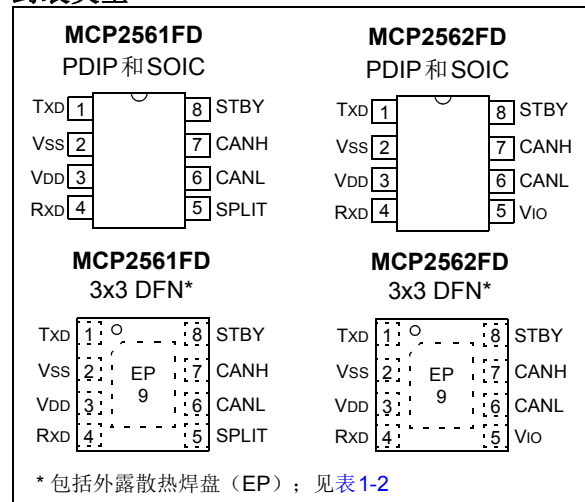 MCP2561FD
PDIP和SOIC
TXD 1 8 STBY
VSS 2 7 CANH
VDD 3 6 CANL
RXD 4 5 SPLIT
MCP2562FD
PDIP和SOIC
TXD 1 8 STBY
VSS 2 7 CANH
VDD 3 6 CANL
RXD 4 5 VIO
MCP2561FD
3x3 DFN*
TXD 1 8 STBY
VSS 2 EP 7 CANH
VDD 3 9 6 CANL
RXD 4 5 SPLIT
MCP2562FD
3x3 DFN*
TXD 1 8 STBY
VSS 2 EP 7 CANH
VDD 3 9 6 CANL
RXD 4 5 VIO
* 包括外露散热焊盘（EP）；见表1-2